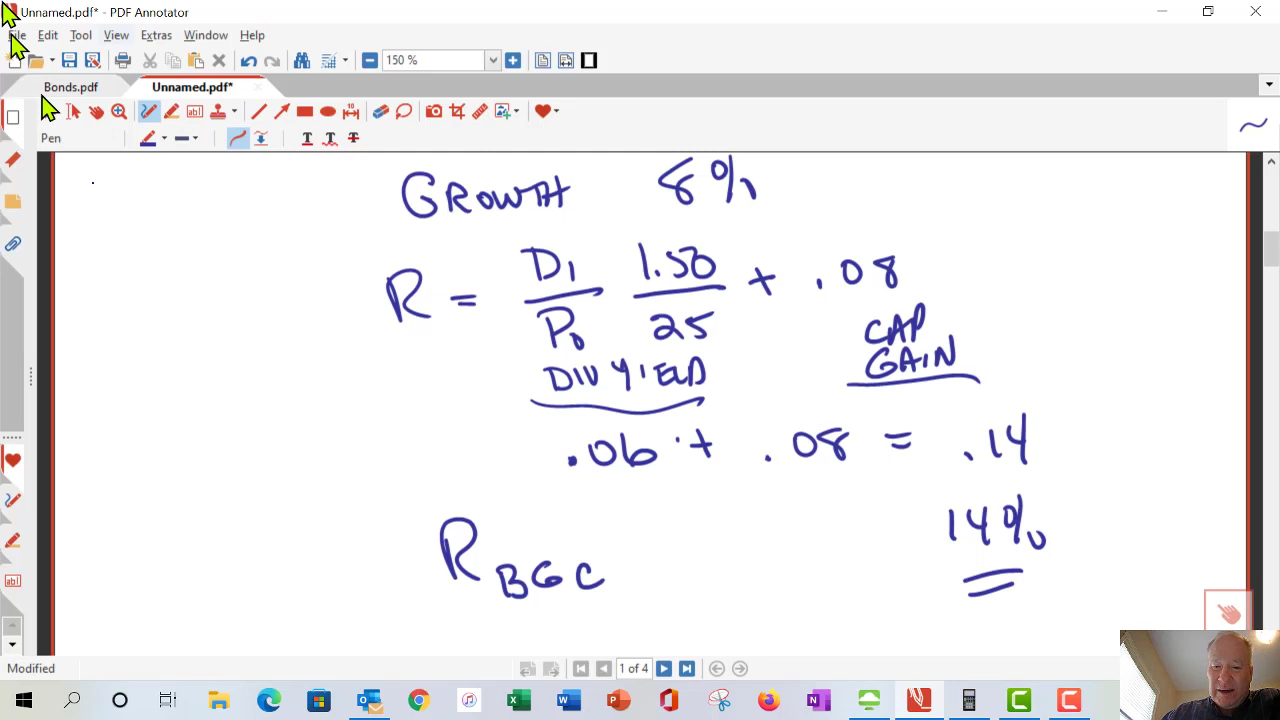 Unnamed.pdf* - PDF Annotator
File Edit Tool View Extras Window Help
150 %
Bonds.pdf Unnamed.pdf*
Pen
GROWTH 8%
R = D1 / P0 1.50 / 25 + .08
DIV YIELD
CAP
GAIN
.06 + .08 = .14
14%
R BGC
Modified
1 of 4